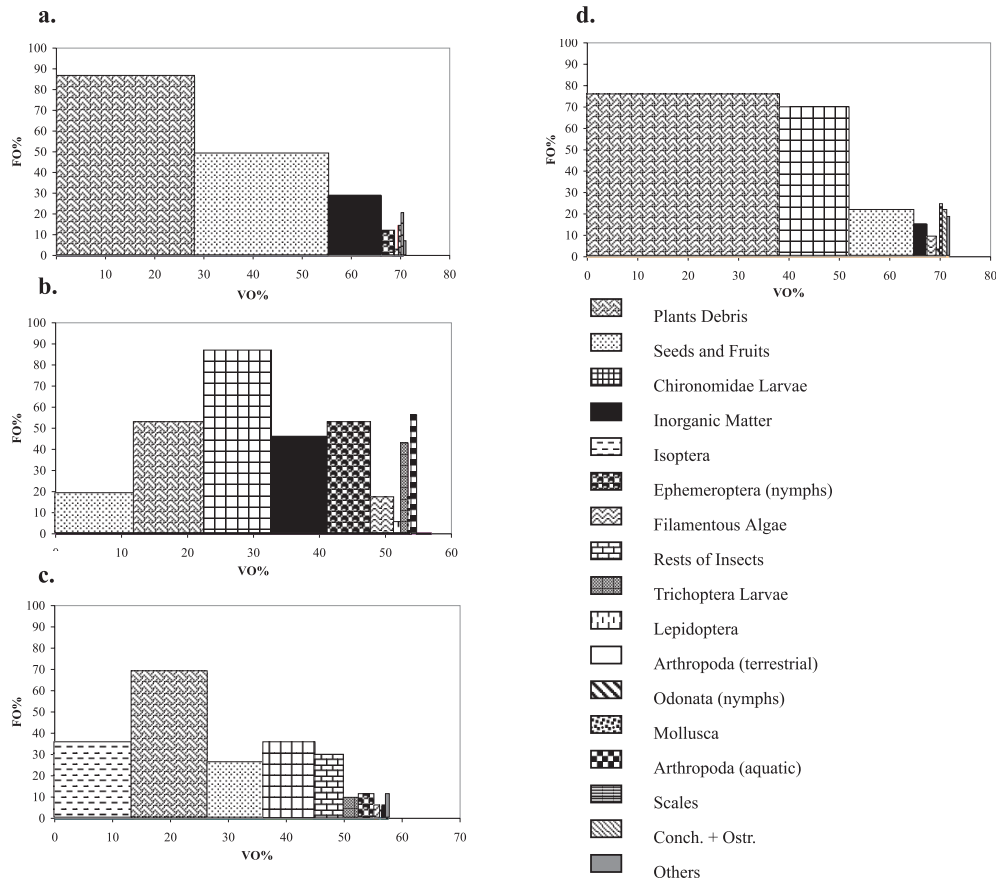 a.
100
90
80
70
60
50
40
30
20
10
0
FO%
10 20 30 40 50 60 70 80
VO%
b.
100
90
80
70
60
50
40
30
20
10
0
FO%
10 20 30 40 50 60
VO%
c.
100
90
80
70
60
50
40
30
20
10
0
FO%
0 10 20 30 40 50 60 70
VO%
d.
100
90
80
70
60
50
40
30
20
10
0
FO%
0 10 20 30 40 50 60 70 80
VO%
Plants Debris
Seeds and Fruits
Chironomidae Larvae
Inorganic Matter
Isoptera
Ephemeroptera (nymphs)
Filamentous Algae
Rests of Insects
Trichoptera Larvae
Lepidoptera
Arthropoda (terrestrial)
Odonata (nymphs)
Mollusca
Arthropoda (aquatic)
Scales
Conch. + Ostr.
Others